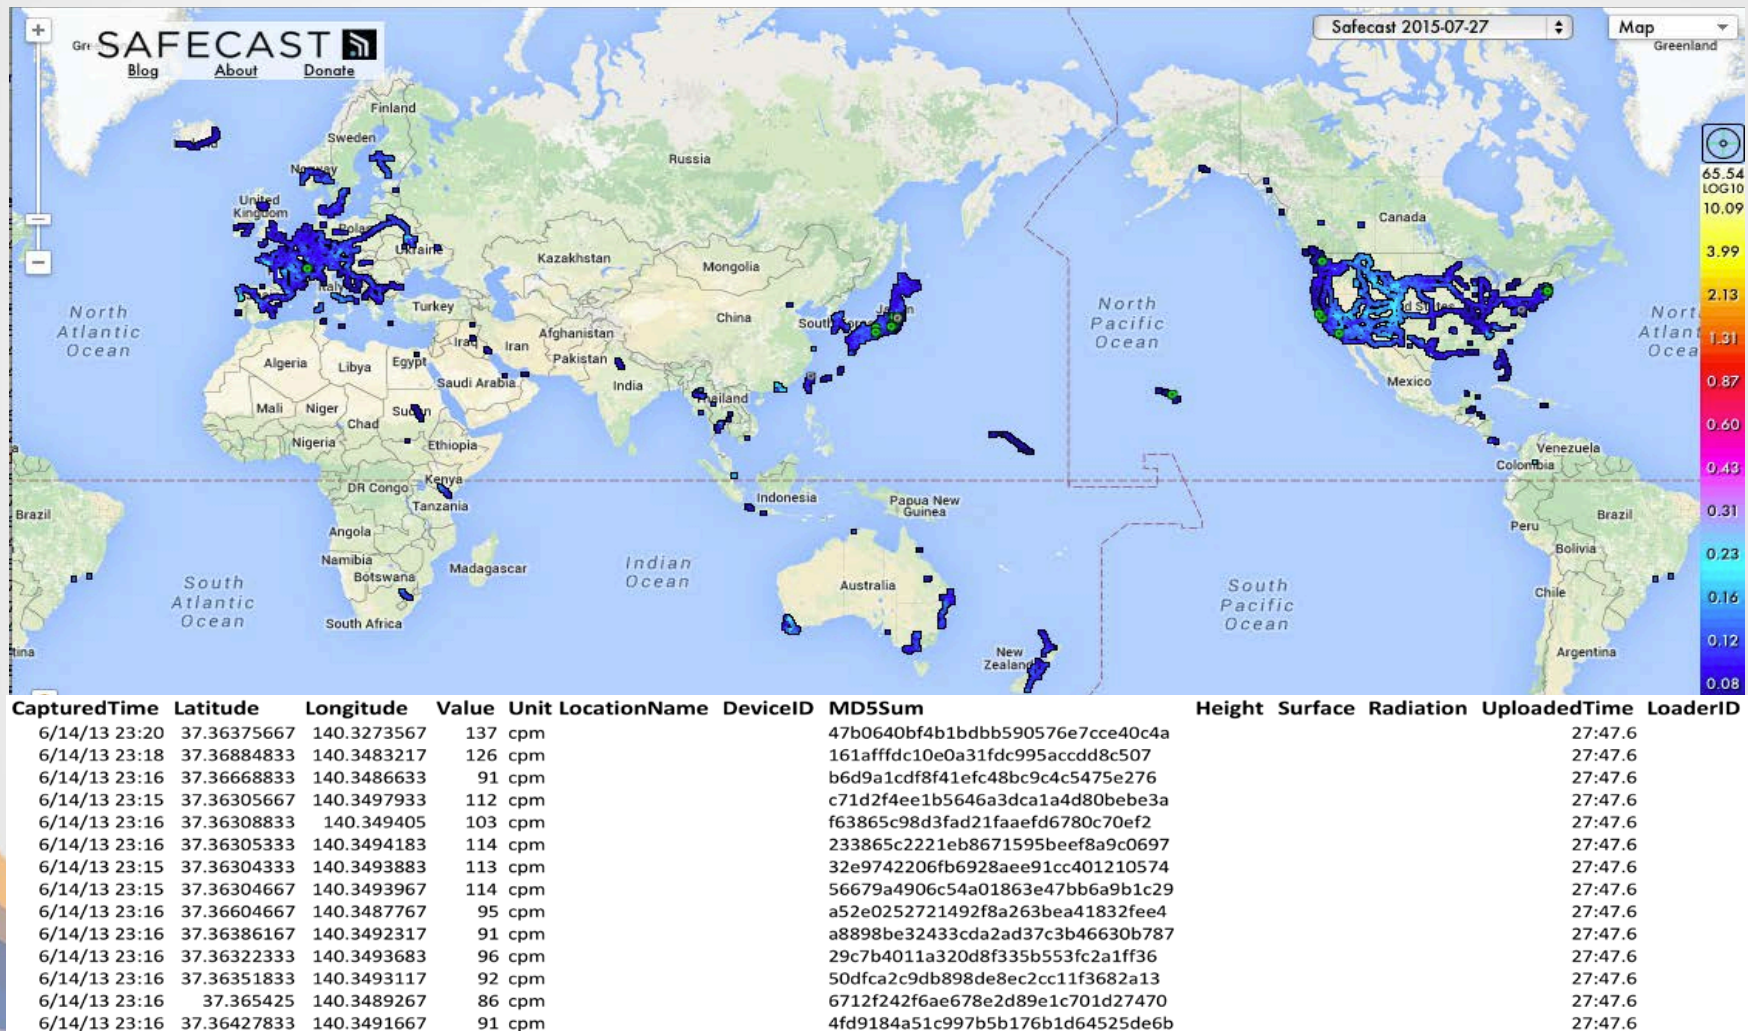 SAFECAST
Blog About Donate
Safecast 2015-07-27
Map
Greenland
Finland
Sweden
Norway
Russia
United
Kingdom
Ukraine
Kazakhstan
Mongolia
Italy
Turkey
China
South Korea
Japan
Afghanistan
Iraq
Iran
Pakistan
Algeria
Libya
Egypt
Saudi Arabia
India
Thailand
Mali
Niger
Chad
Sudan
Nigeria
Ethiopia
DR Congo
Kenya
Tanzania
Indonesia
Papua New
Guinea
Angola
Namibia
Botswana
Madagascar
South Africa
Australia
New
Zealand
Brazil
North
Atlantic
Ocean
South
Atlantic
Ocean
Indian
Ocean
North
Pacific
Ocean
South
Pacific
Ocean
Canada
Mexico
Venezuela
Colombia
Peru
Brazil
Bolivia
Chile
Argentina
65.54
LOG10
10.09
3.99
2.13
1.31
0.87
0.60
0.43
0.31
0.23
0.16
0.12
0.08
CapturedTime Latitude Longitude Value Unit LocationName DeviceID MD5Sum Height Surface Radiation UploadedTime LoaderID
6/14/13 23:20 37.36375667 140.3273567 137 cpm 47b0640bf4b1bdbb590576e7cce40c4a 27:47.6
6/14/13 23:18 37.36884833 140.3483217 126 cpm 161afffdc10e0a31fdc995accdd8c507 27:47.6
6/14/13 23:16 37.36668833 140.3486633 91 cpm b6d9a1cdf8f41efc48bc9c4c5475e276 27:47.6
6/14/13 23:15 37.36305667 140.3497933 112 cpm c71d2f4ee1b5646a3dca1a4d80bebe3a 27:47.6
6/14/13 23:16 37.36308833 140.349405 103 cpm f63865c98d3fad21faaefd6780c70ef2 27:47.6
6/14/13 23:16 37.36305333 140.3494183 114 cpm 233865c2221eb8671595beef8a9c0697 27:47.6
6/14/13 23:15 37.36304333 140.3493883 113 cpm 32e9742206fb6928aee91cc401210574 27:47.6
6/14/13 23:15 37.36304667 140.3493967 114 cpm 56679a4906c54a01863e47bb6a9b1c29 27:47.6
6/14/13 23:16 37.36604667 140.3487767 95 cpm a52e0252721492f8a263bea41832fee4 27:47.6
6/14/13 23:16 37.36386167 140.3492317 91 cpm a8898be32433cda2ad37c3b46630b787 27:47.6
6/14/13 23:16 37.36322333 140.3493683 96 cpm 29c7b4011a320d8f335b553fc2a1ff36 27:47.6
6/14/13 23:16 37.36351833 140.3493117 92 cpm 50dfca2c9db898de8ec2cc11f3682a13 27:47.6
6/14/13 23:16 37.365425 140.3489267 86 cpm 6712f242f6ae678e2d89e1c701d27470 27:47.6
6/14/13 23:16 37.36427833 140.3491667 91 cpm 4fd9184a51c997b5b176b1d64525de6b 27:47.6